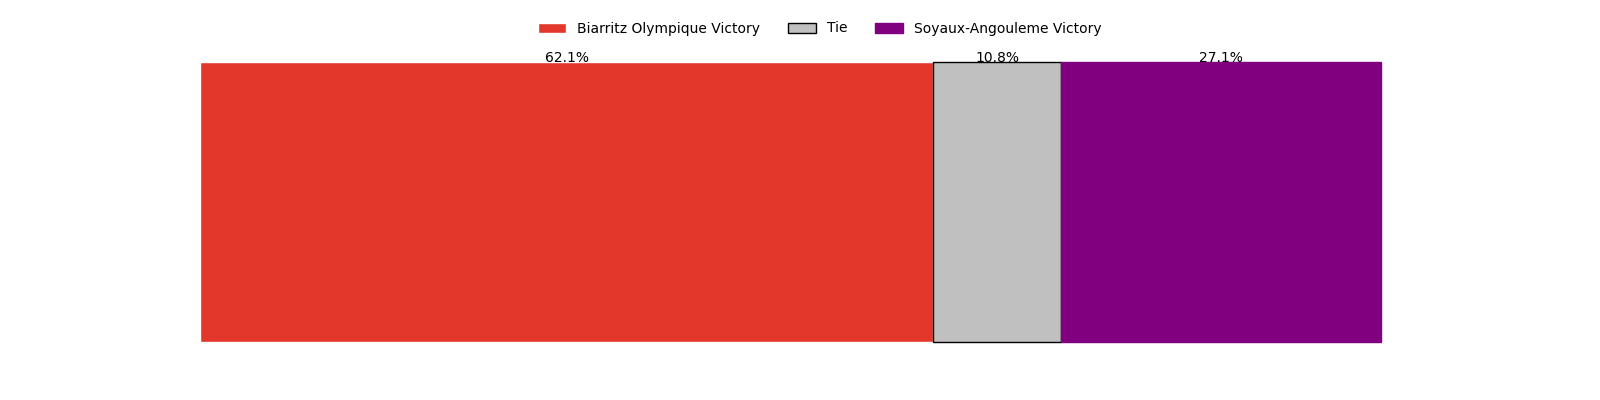 Biarritz Olympique Victory Tie Soyaux-Angouleme Victory
62.1% 10.8% 27.1%